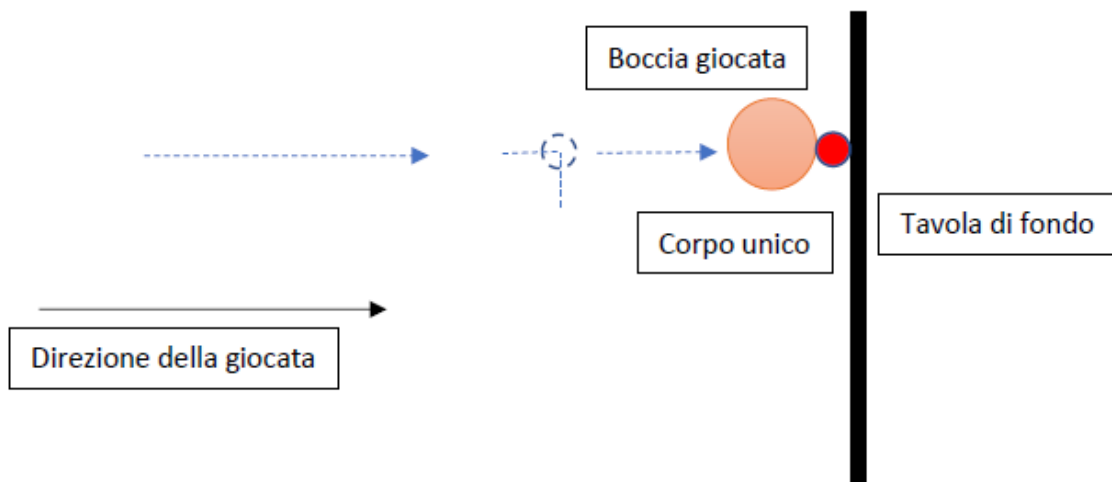 Boccia giocata
Corpo unico
Tavola di fondo
Direzione della giocata